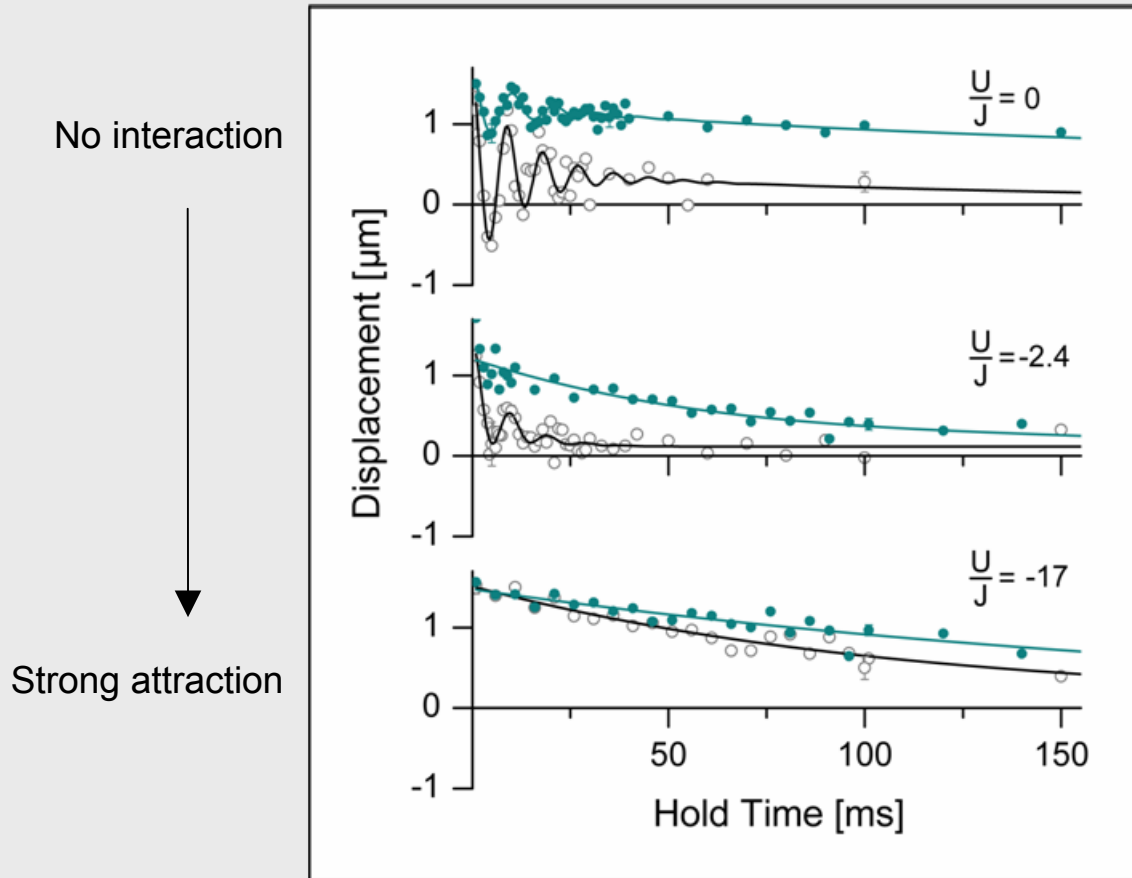 No interaction
Strong attraction
Displacement [µm]
U/J = 0
1
0
-1
U/J = -2.4
1
0
-1
U/J = -17
1
0
-1
50
100
150
Hold Time [ms]